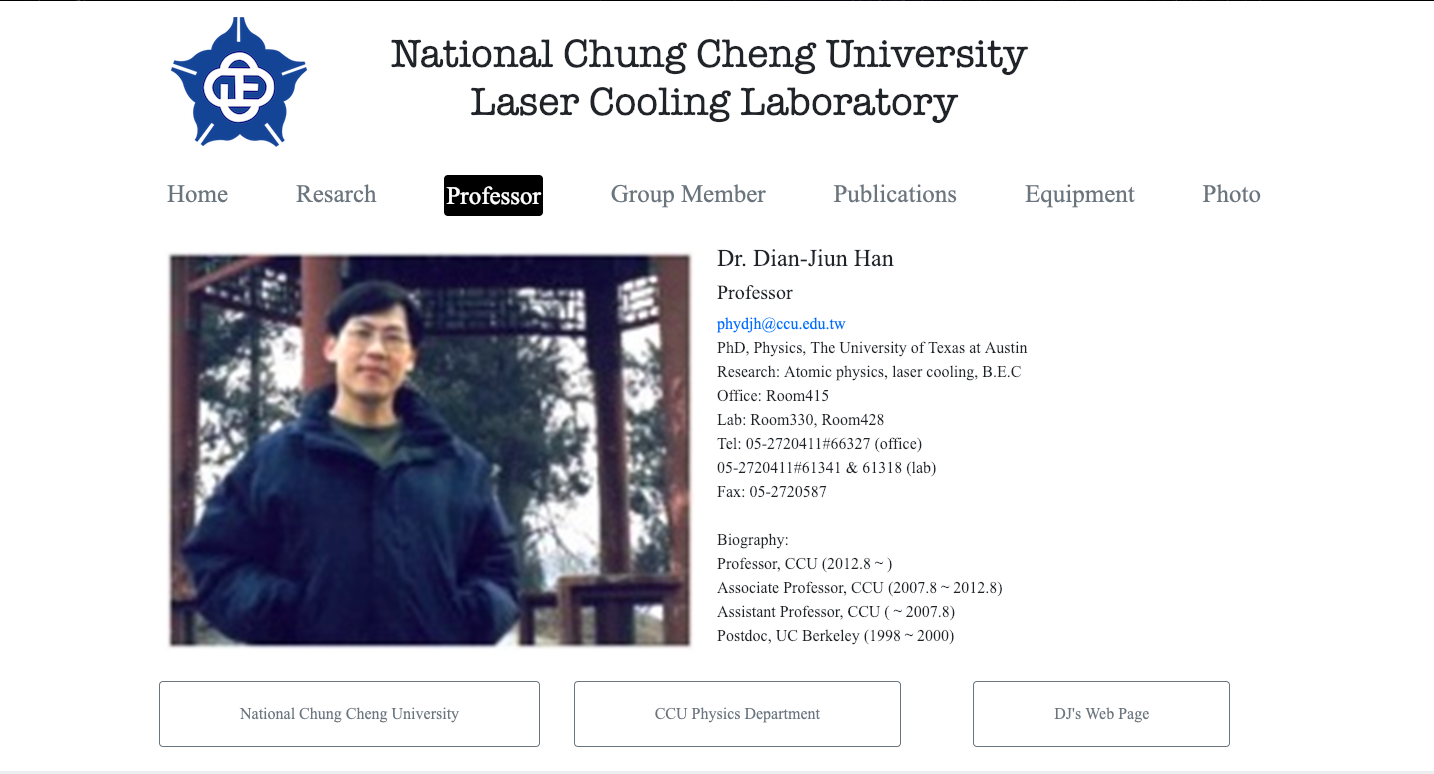 National Chung Cheng University
Laser Cooling Laboratory
Home
Resarch
Professor
Group Member
Publications
Equipment
Photo
Dr. Dian-Jiun Han
Professor
phydjh@ccu.edu.tw
PhD, Physics, The University of Texas at Austin
Research: Atomic physics, laser cooling, B.E.C
Office: Room415
Lab: Room330, Room428
Tel: 05-2720411#66327 (office)
05-2720411#61341 & 61318 (lab)
Fax: 05-2720587
Biography:
Professor, CCU (2012.8 ~ )
Associate Professor, CCU (2007.8 ~ 2012.8)
Assistant Professor, CCU ( ~ 2007.8)
Postdoc, UC Berkeley (1998 ~ 2000)
National Chung Cheng University
CCU Physics Department
DJ's Web Page